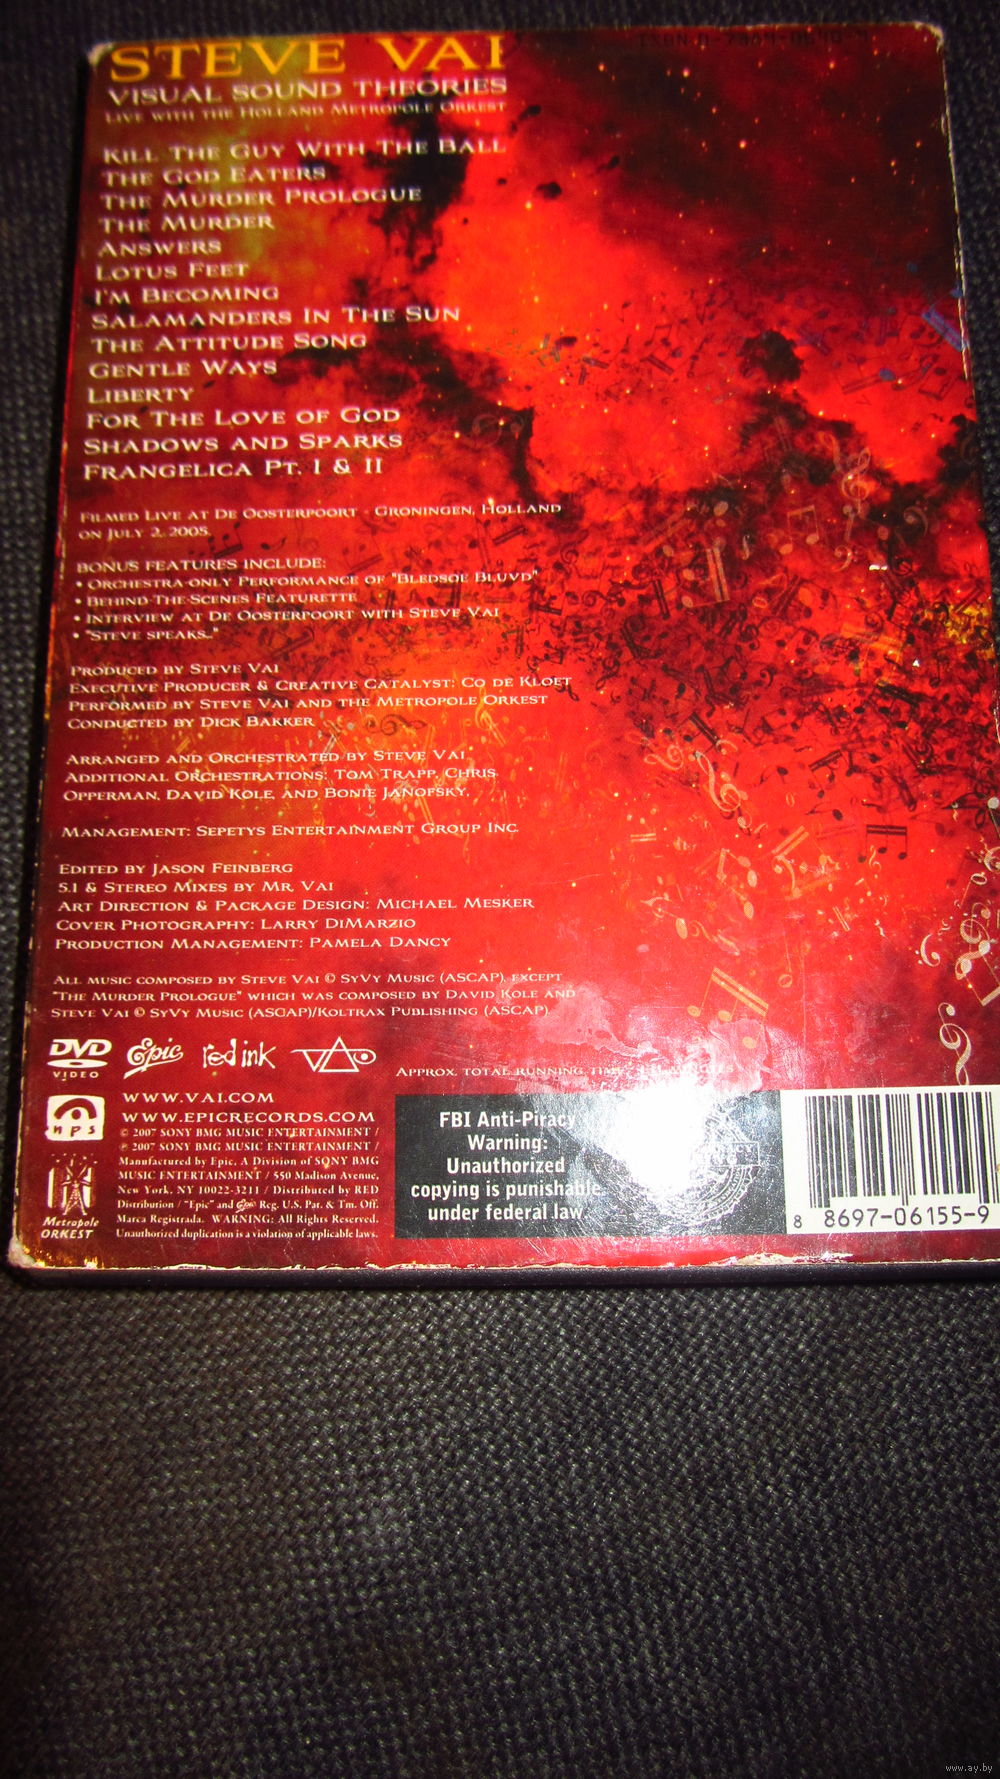 STEVE VAI
VISUAL SOUND THEORIES
LIVE WITH THE HOLLAND METROPOLE ORKEST
KILL THE GUY WITH THE BALL
THE GOD EATERS
THE MURDER PROLOGUE
THE MURDER
ANSWERS
LOTUS FEET
I'M BECOMING
SALAMANDERS IN THE SUN
THE ATTITUDE SONG
GENTLE WAYS
LIBERTY
FOR THE LOVE OF GOD
SHADOWS AND SPARKS
FRANGELICA PT. I & II
FILMED LIVE AT DE OOSTERPOORT - GRONINGEN, HOLLAND
ON JULY 2, 2005.
BONUS FEATURES INCLUDE:
• ORCHESTRA-ONLY PERFORMANCE OF "BLEDSOE BLUVD"
• BEHIND-THE-SCENES FEATURETTE
• INTERVIEW AT DE OOSTERPOORT WITH STEVE VAI
• "STEVE SPEAKS..."
PRODUCED BY STEVE VAI
EXECUTIVE PRODUCER & CREATIVE CATALYST: CO DE KLOET
PERFORMED BY STEVE VAI AND THE METROPOLE ORKEST
CONDUCTED BY DICK BAKKER
ARRANGED AND ORCHESTRATED BY STEVE VAI
ADDITIONAL ORCHESTRATIONS: TOM TRAPP, CHRIS
OPPERMAN, DAVID KOLE, AND BONIE JANOFSKY.
MANAGEMENT: SEPETYS ENTERTAINMENT GROUP INC.
EDITED BY JASON FEINBERG
5.1 & STEREO MIXES BY MR. VAI
ART DIRECTION & PACKAGE DESIGN: MICHAEL MESKER
COVER PHOTOGRAPHY: LARRY DIMARZIO
PRODUCTION MANAGEMENT: PAMELA DANCY
ALL MUSIC COMPOSED BY STEVE VAI © SYVY MUSIC (ASCAP), EXCEPT
"THE MURDER PROLOGUE" WHICH WAS COMPOSED BY DAVID KOLE AND
STEVE VAI © SYVY MUSIC (ASCAP)/KOLTRAX PUBLISHING (ASCAP)
DVD VIDEO Epic red ink VAI
APPROX. TOTAL RUNNING TIME: MINUTES
nps
WWW.VAI.COM
WWW.EPICRECORDS.COM
© 2007 SONY BMG MUSIC ENTERTAINMENT /
℗ 2007 SONY BMG MUSIC ENTERTAINMENT /
Manufactured by Epic, A Division of SONY BMG
MUSIC ENTERTAINMENT / 550 Madison Avenue,
New York, NY 10022-3211 / Distributed by RED
Distribution / "Epic" and Epic Reg. U.S. Pat. & Tm. Off.
Marca Registrada. WARNING: All Rights Reserved.
Unauthorized duplication is a violation of applicable laws.
Metropole
ORKEST
FBI Anti-Piracy
Warning:
Unauthorized
copying is punishable
under federal law.
8 8697-06155-9
www.ay.by